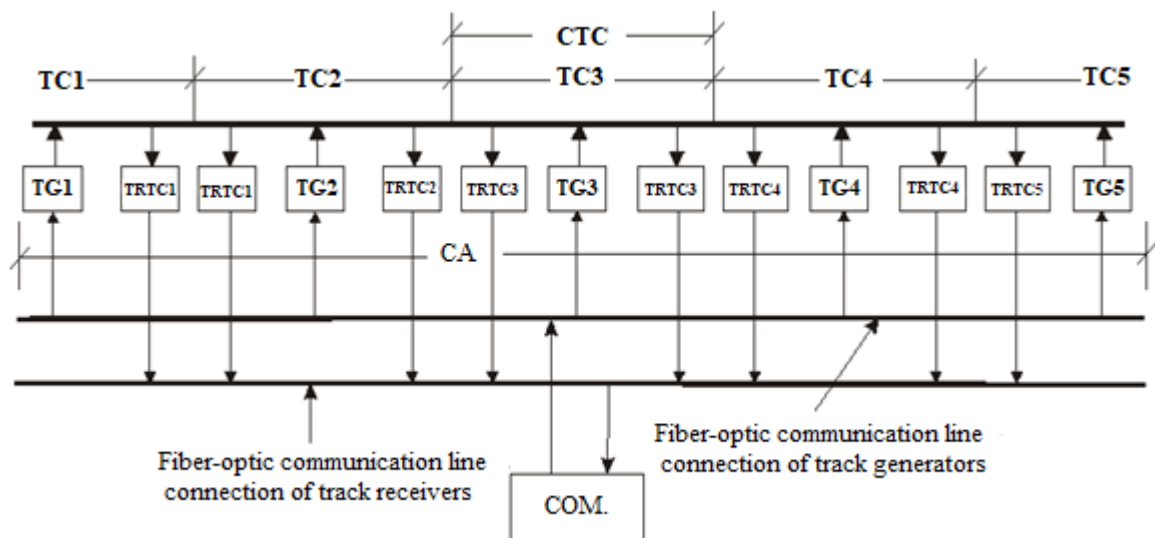 CTC
TC1 TC2 TC3 TC4 TC5
TG1 TRTC1 TRTC1 TG2 TRTC2 TRTC3 TG3 TRTC3 TRTC4 TG4 TRTC4 TRTC5 TG5
CA
Fiber-optic communication line
connection of track receivers
Fiber-optic communication line
connection of track generators
COM.